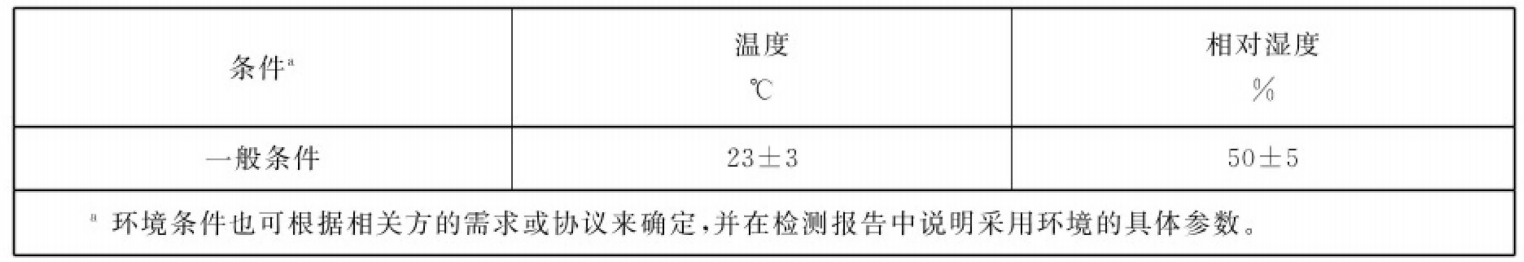 条件ᵃ
温度
℃
相对湿度
%
一般条件
23±3
50±5
ᵃ 环境条件也可根据相关方的需求或协议来确定,并在检测报告中说明采用环境的具体参数。